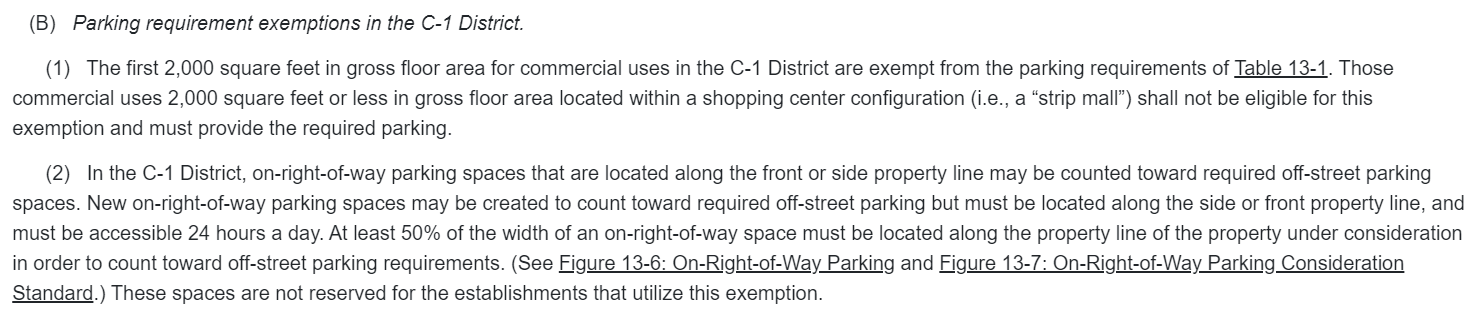 (B) Parking requirement exemptions in the C-1 District.
(1) The first 2,000 square feet in gross floor area for commercial uses in the C-1 District are exempt from the parking requirements of Table 13-1. Those
commercial uses 2,000 square feet or less in gross floor area located within a shopping center configuration (i.e., a “strip mall”) shall not be eligible for this
exemption and must provide the required parking.
(2) In the C-1 District, on-right-of-way parking spaces that are located along the front or side property line may be counted toward required off-street parking
spaces. New on-right-of-way parking spaces may be created to count toward required off-street parking but must be located along the side or front property line, and
must be accessible 24 hours a day. At least 50% of the width of an on-right-of-way space must be located along the property line of the property under consideration
in order to count toward off-street parking requirements. (See Figure 13-6: On-Right-of-Way Parking and Figure 13-7: On-Right-of-Way Parking Consideration
Standard.) These spaces are not reserved for the establishments that utilize this exemption.